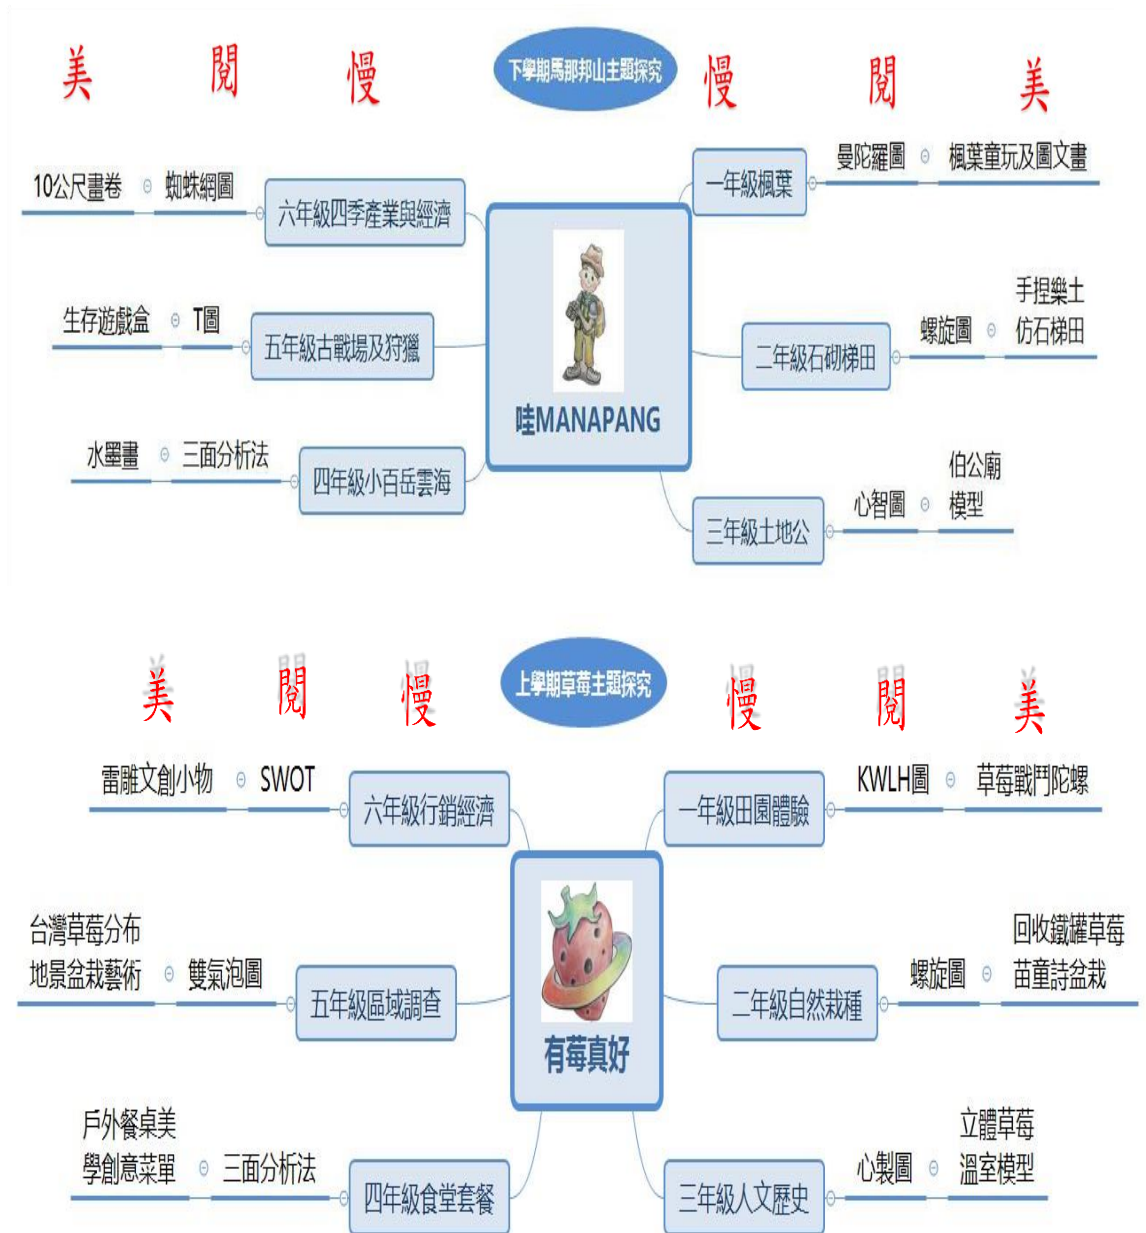 美 閱 慢 下學期馬那邦山主題探究 慢 閱 美
10公尺畫卷 蜘蛛網圖 六年級四季產業與經濟
一年級楓葉 曼陀羅圖 楓葉童玩及圖文畫
生存遊戲盒 T圖 五年級古戰場及狩獵
二年級石砌梯田 螺旋圖 手捏樂土
仿石梯田
哇MANAPANG
水墨畫 三面分析法 四年級小百岳雲海
三年級土地公 心智圖 伯公廟
模型
美 閱 慢 上學期草莓主題探究 慢 閱 美
雷雕文創小物 SWOT 六年級行銷經濟
一年級田園體驗 KWLH圖 草莓戰鬥陀螺
台灣草莓分布
地景盆栽藝術 雙氣泡圖 五年級區域調查
二年級自然栽種 螺旋圖 回收鐵罐草莓
苗童詩盆栽
有莓真好
戶外餐桌美
學創意菜單 三面分析法 四年級食堂套餐
三年級人文歷史 心製圖 立體草莓
溫室模型